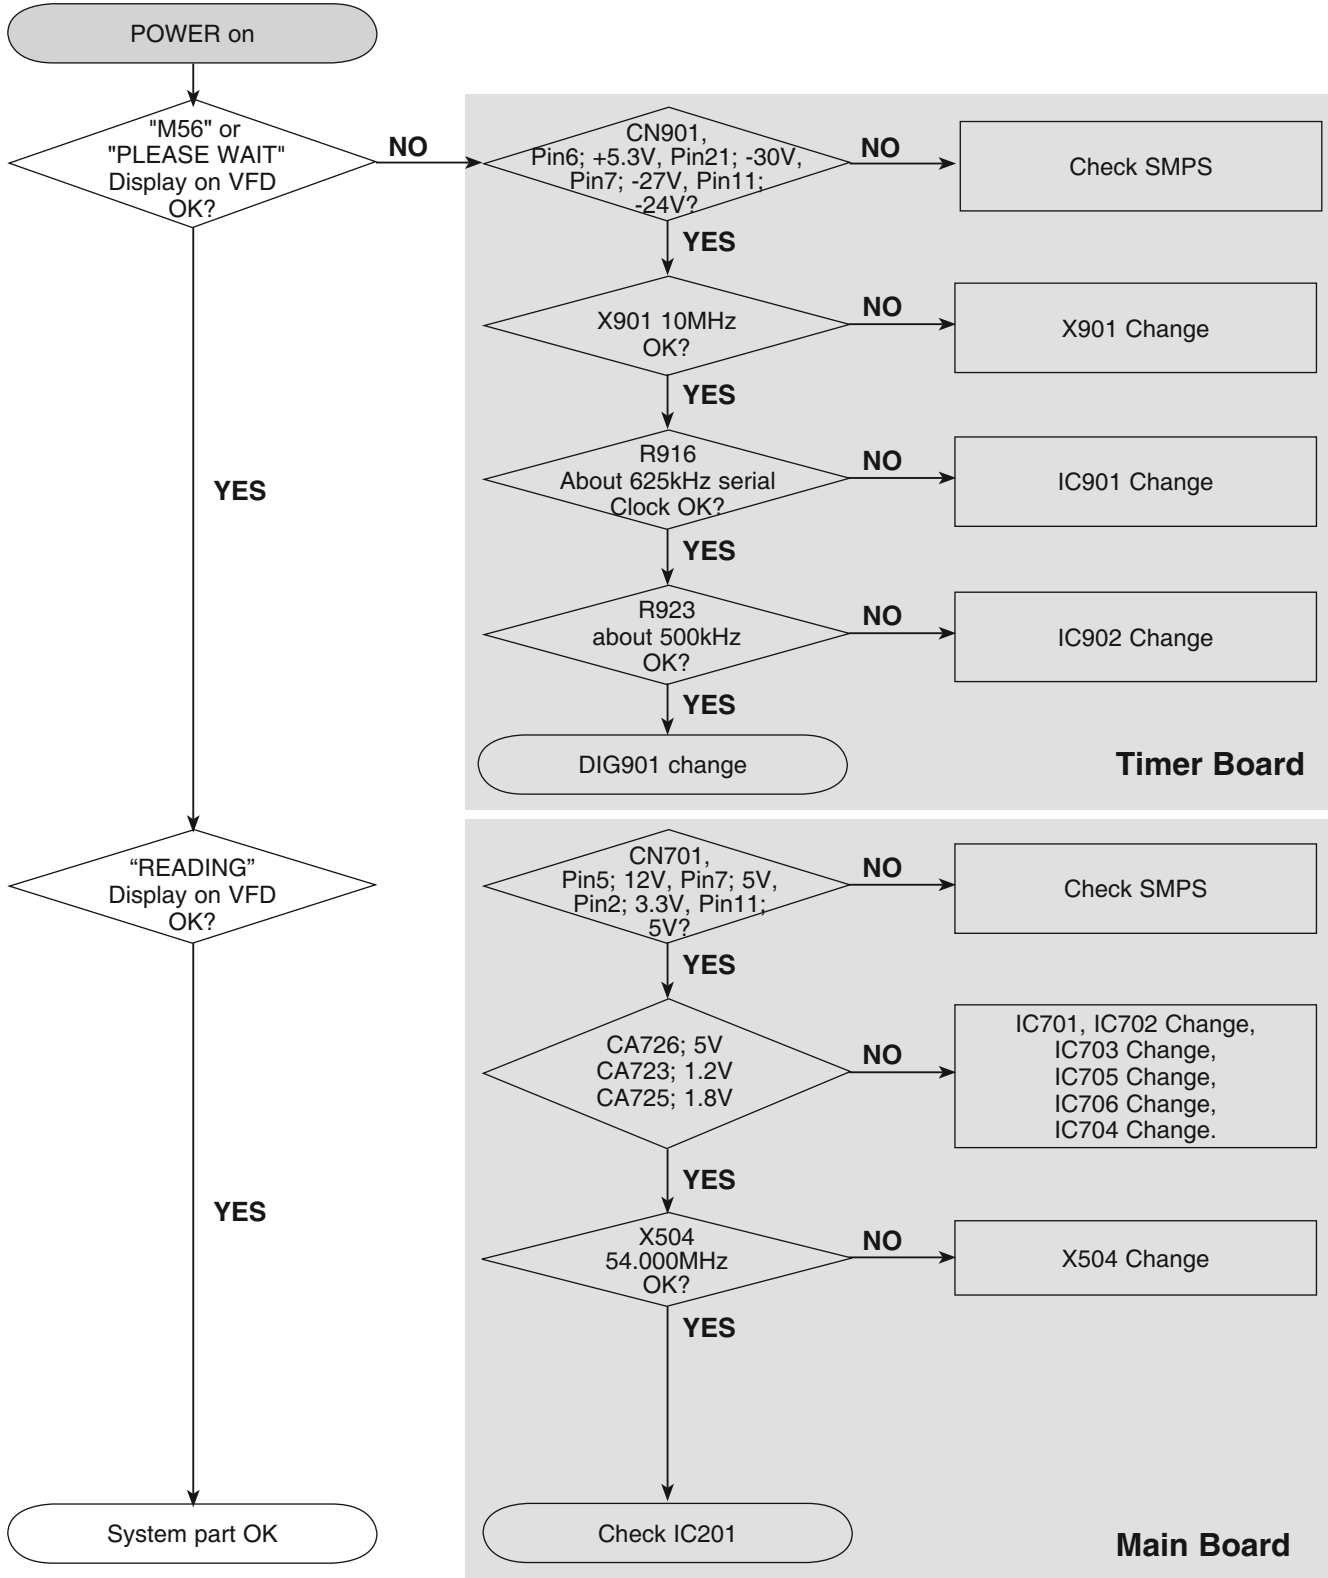 POWER on
"M56" or
"PLEASE WAIT"
Display on VFD
OK?
NO
CN901,
Pin6; +5.3V, Pin21; -30V,
Pin7; -27V, Pin11;
-24V?
NO
Check SMPS
YES
X901 10MHz
OK?
NO
X901 Change
YES
R916
About 625kHz serial
Clock OK?
NO
IC901 Change
YES
YES
R923
about 500kHz
OK?
NO
IC902 Change
YES
DIG901 change
Timer Board
“READING”
Display on VFD
OK?
CN701,
Pin5; 12V, Pin7; 5V,
Pin2; 3.3V, Pin11;
5V?
NO
Check SMPS
YES
CA726; 5V
CA723; 1.2V
CA725; 1.8V
NO
IC701, IC702 Change,
IC703 Change,
IC705 Change,
IC706 Change,
IC704 Change.
YES
YES
X504
54.000MHz
OK?
NO
X504 Change
YES
System part OK
Check IC201
Main Board